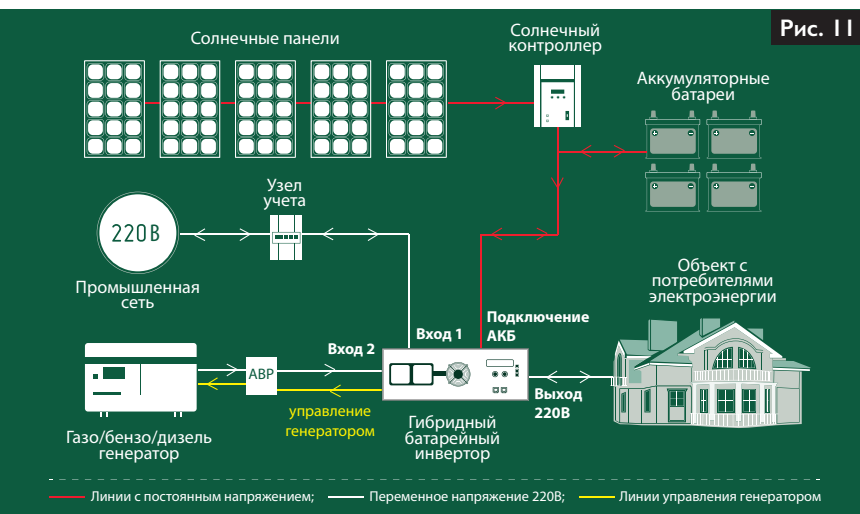 Рис. 11
Солнечные панели
Солнечный
контроллер
Аккумуляторные
батареи
Узел
учета
220В
Промышленная
сеть
Объект с
потребителями
электроэнергии
Подключение
АКБ
Вход 1
Вход 2
АВР
Выход
220В
управление
генератором
Газо/бензо/дизель
генератор
Гибридный
батарейный
инвертор
Линии с постоянным напряжением; Переменное напряжение 220В; Линии управления генератором